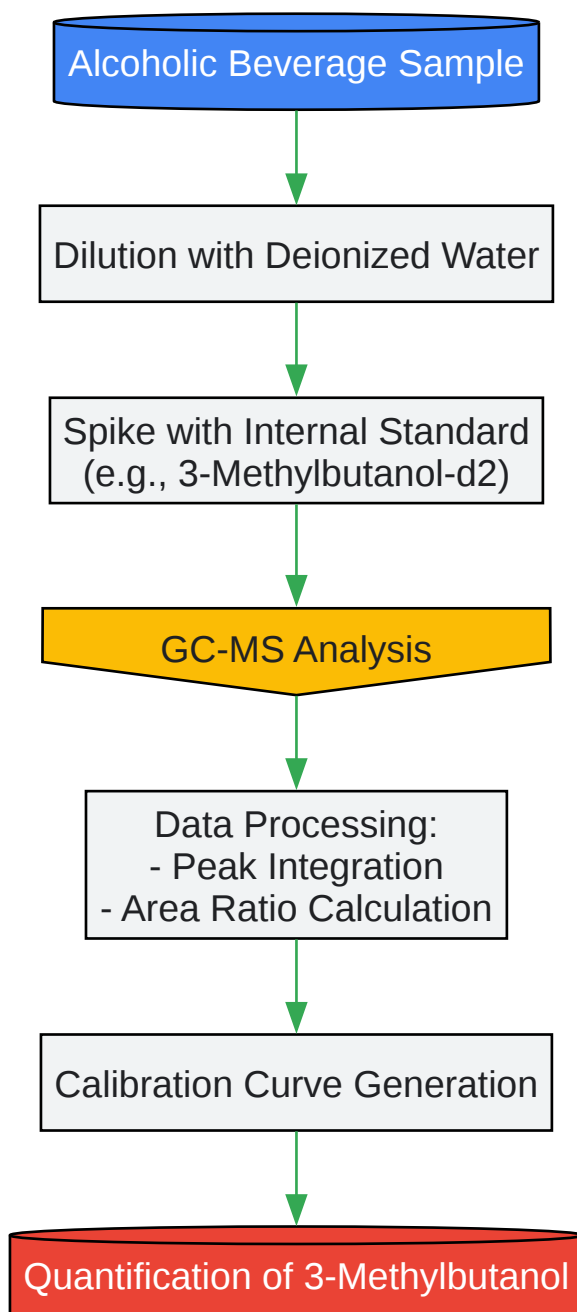 Alcoholic Beverage Sample
Dilution with Deionized Water
Spike with Internal Standard
(e.g., 3-Methylbutanol-d2)
GC-MS Analysis
Data Processing:
- Peak Integration
- Area Ratio Calculation
Calibration Curve Generation
Quantification of 3-Methylbutanol